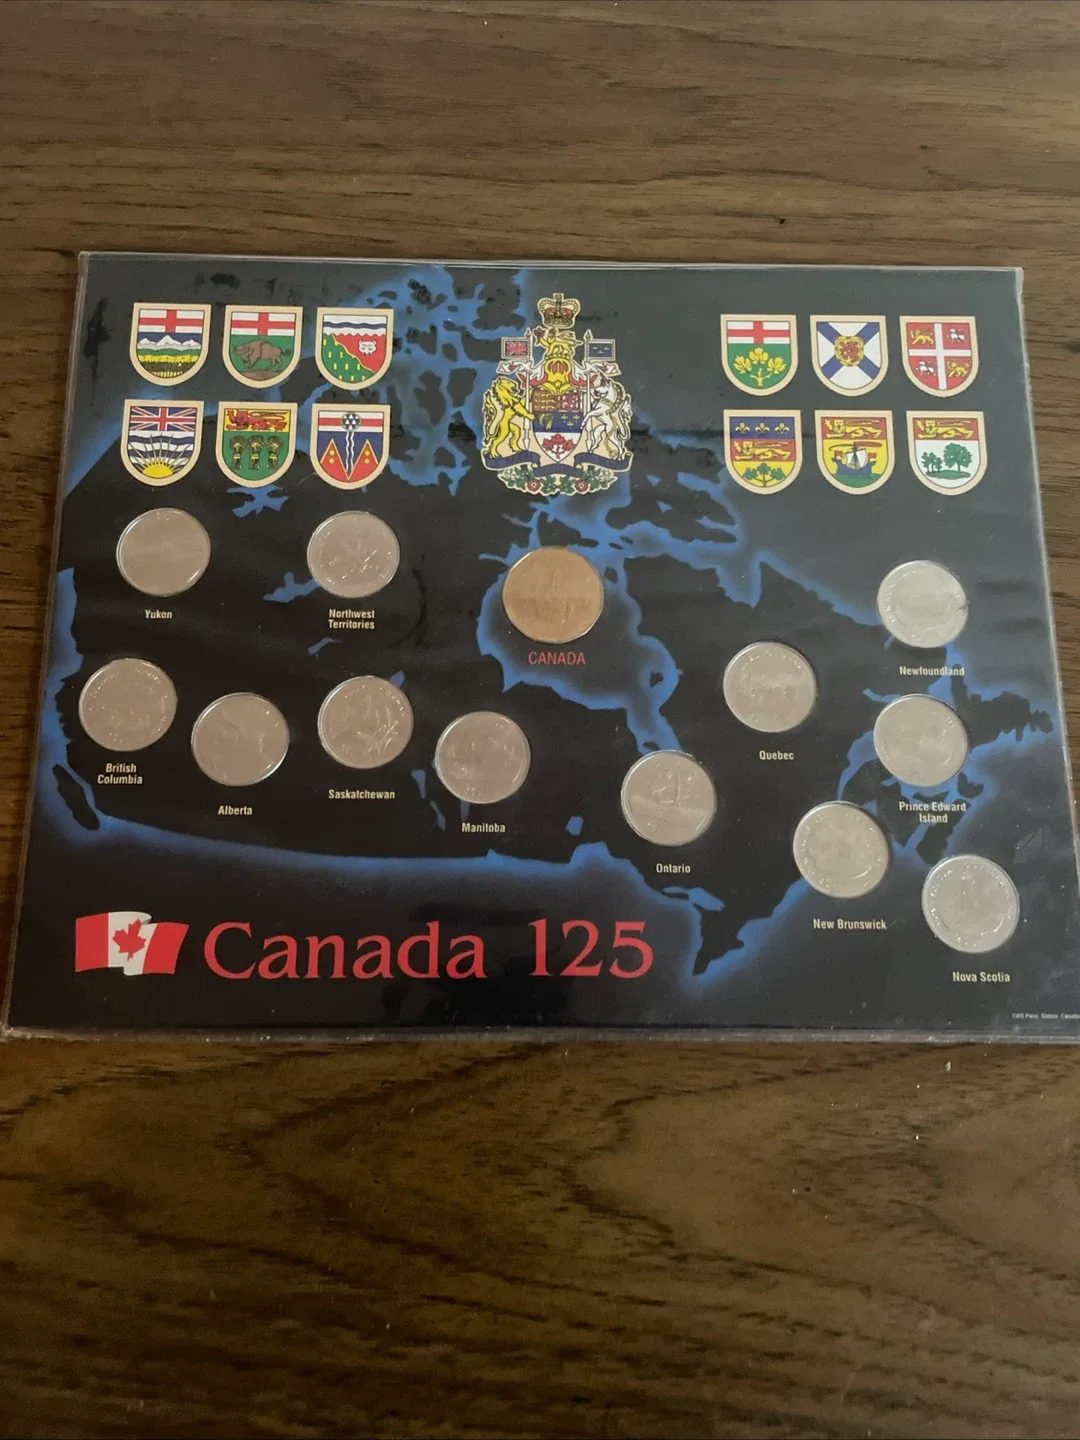 Yukon
Northwest
Territories
CANADA
Newfoundland
British
Columbia
Alberta
Saskatchewan
Manitoba
Ontario
Quebec
Prince Edward
Island
New Brunswick
Nova Scotia
Canada 125